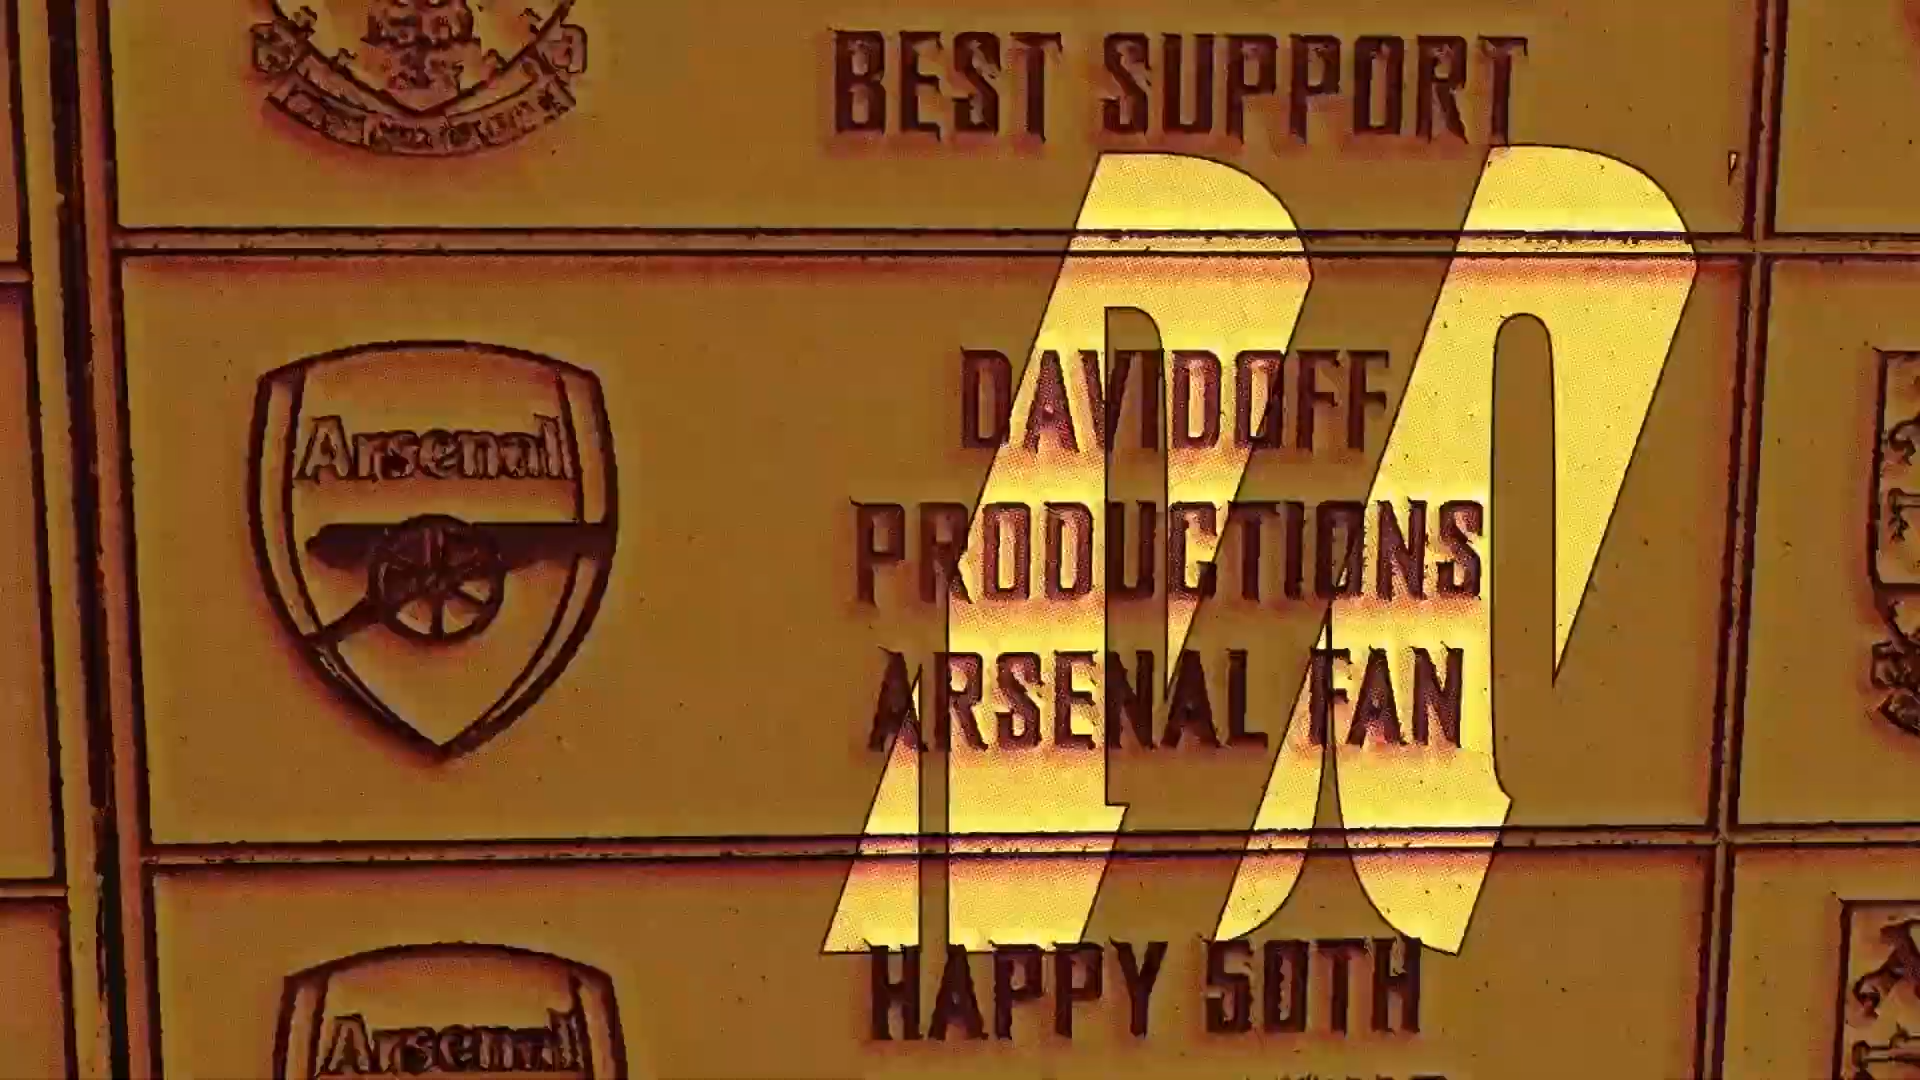 BEST SUPPORT
Arsenal
DAVIDOFF
PRODUCTIONS
ARSENAL FAN
HAPPY 50TH
Arsenal